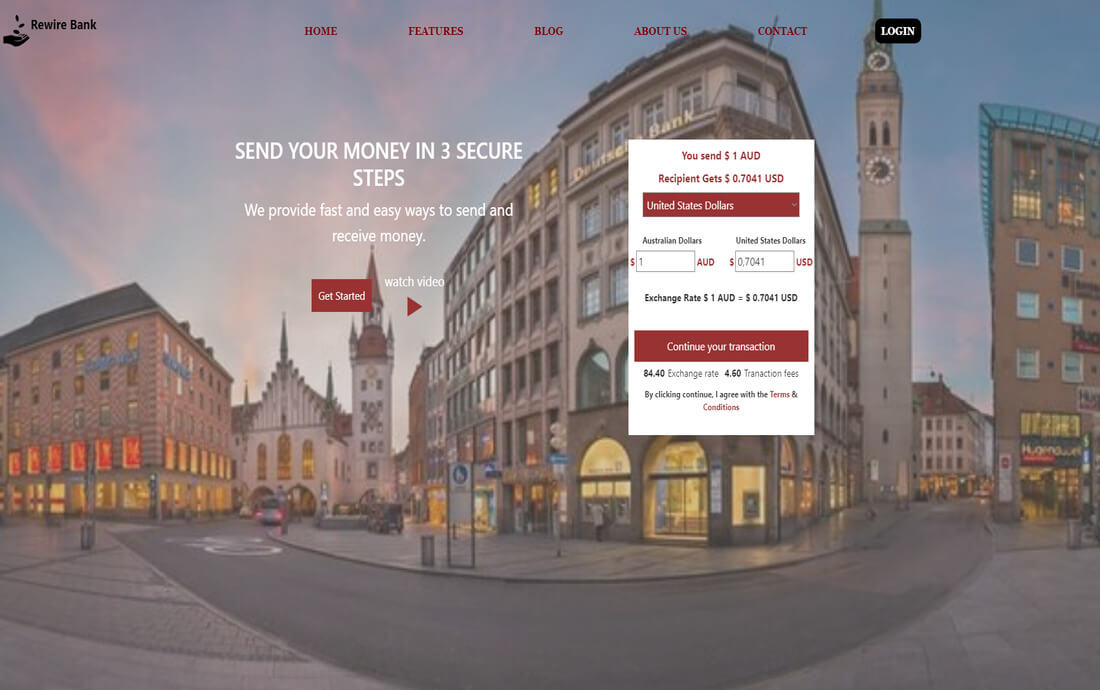 Rewire Bank
HOME
FEATURES
BLOG
ABOUT US
CONTACT
LOGIN
SEND YOUR MONEY IN 3 SECURE
STEPS
We provide fast and easy ways to send and
receive money.
Get Started
watch video
Deutsche Bank
You send $ 1 AUD
Recipient Gets $ 0.7041 USD
United States Dollars
Australian Dollars
United States Dollars
$ 1 AUD
$ 0,7041 USD
Exchange Rate $ 1 AUD = $ 0.7041 USD
Continue your transaction
84.40 Exchange rate 4.60 Tranaction fees
By clicking continue, I agree with the Terms &
Conditions
Hugendubel